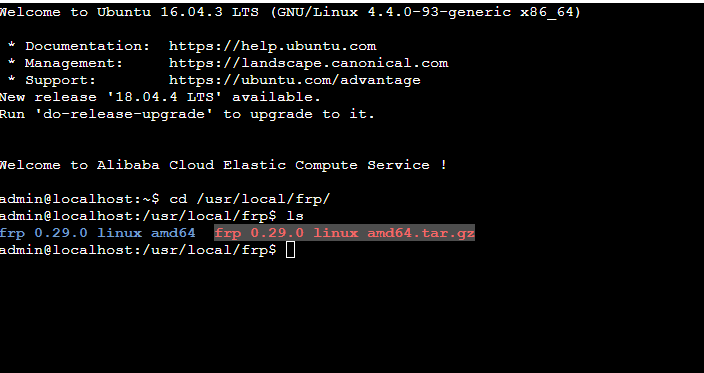 Welcome to Ubuntu 16.04.3 LTS (GNU/Linux 4.4.0-93-generic x86_64)
* Documentation: https://help.ubuntu.com
* Management: https://landscape.canonical.com
* Support: https://ubuntu.com/advantage
New release '18.04.4 LTS' available.
Run 'do-release-upgrade' to upgrade to it.
Welcome to Alibaba Cloud Elastic Compute Service !
admin@localhost:~$ cd /usr/local/frp/
admin@localhost:/usr/local/frp$ ls
frp 0.29.0 linux amd64 frp 0.29.0 linux amd64.tar.gz
admin@localhost:/usr/local/frp$